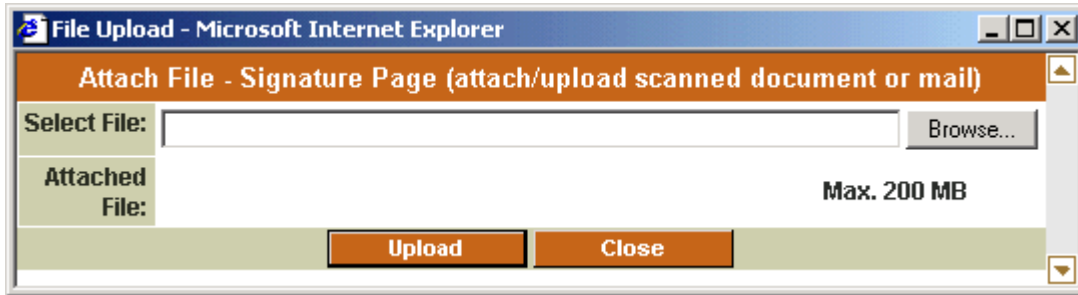 File Upload - Microsoft Internet Explorer
Attach File - Signature Page (attach/upload scanned document or mail)
Select File: Browse...
Attached
File:
Max. 200 MB
Upload Close